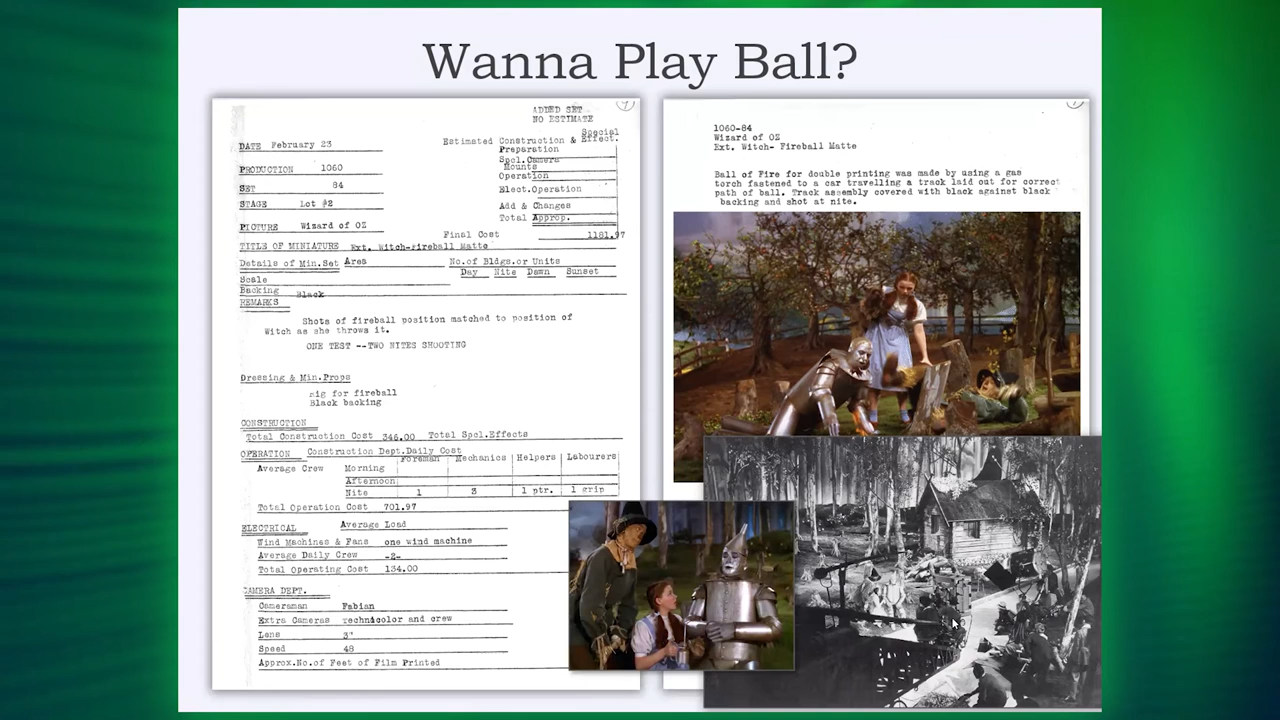 Wanna Play Ball?
ADDED SET
NO ESTIMATE
DATE February 23
PRODUCTION 1060
SET 84
STAGE Lot #2
PICTURE Wizard of OZ
Estimated Construction & Special Effect.
Preparation
Spcl.Camera
Mounts
Operation
Elect.Operation
Add & Changes
Total Approp.
Final Cost 1181.97
TITLE OF MINIATURE Ext. Witch-Fireball Matte
Details of Min.Set Area No.of Bldgs.or Units
Day Nite Dawn Sunset
Scale
Backing Black
REMARKS
Shots of fireball position matched to position of
Witch as she throws it.
ONE TEST --TWO NITES SHOOTING
Dressing & Min.Props
Rig for fireball
Black backing
CONSTRUCTION
Total Construction Cost 346.00 Total Spcl.Effects
OPERATION Construction Dept.Daily Cost
Foreman Mechanics Helpers Labourers
Average Crew Morning
Afternoon
Nite 1 3 1 ptr. 1 grip
Total Operation Cost 701.97
ELECTRICAL Average Load
Wind Machines & Fans one wind machine
Average Daily Crew -2-
Total Operating Cost 134.00
CAMERA DEPT.
Cameraman Fabian
Extra Cameras Technicolor and crew
Lens 3"
Speed 48
Approx.No.of Feet of Film Printed
1060-84
Wizard of OZ
Ext. Witch- Fireball Matte
Ball of Fire for double printing was made by using a gas
torch fastened to a car travelling a track laid out for correct
path of ball. Track assembly covered with black against black
backing and shot at nite.